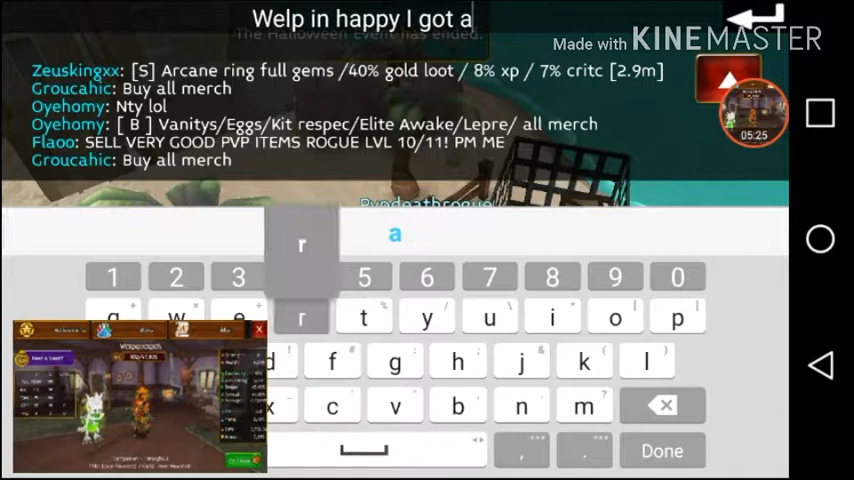 Welp in happy I got a
The Halloween Event has ended.
Made with KINEMASTER
Zeuskingxx: [S] Arcane ring full gems /40% gold loot / 8% xp / 7% critc [2.9m]
Groucahic: Buy all merch
Oyehomy: Nty lol
Oyehomy: [ B ] Vanitys/Eggs/Kit respec/Elite Awake/Lepre/ all merch
Flaoo: SELL VERY GOOD PVP ITEMS ROGUE LVL 10/11! PM ME
Groucahic: Buy all merch
05:25
Pvpdeathrogue
r
a
1 2 3 5 6 7 8 9 0
q w e r t y u i o p
d f g h j k l
x c v b n m
, . Done